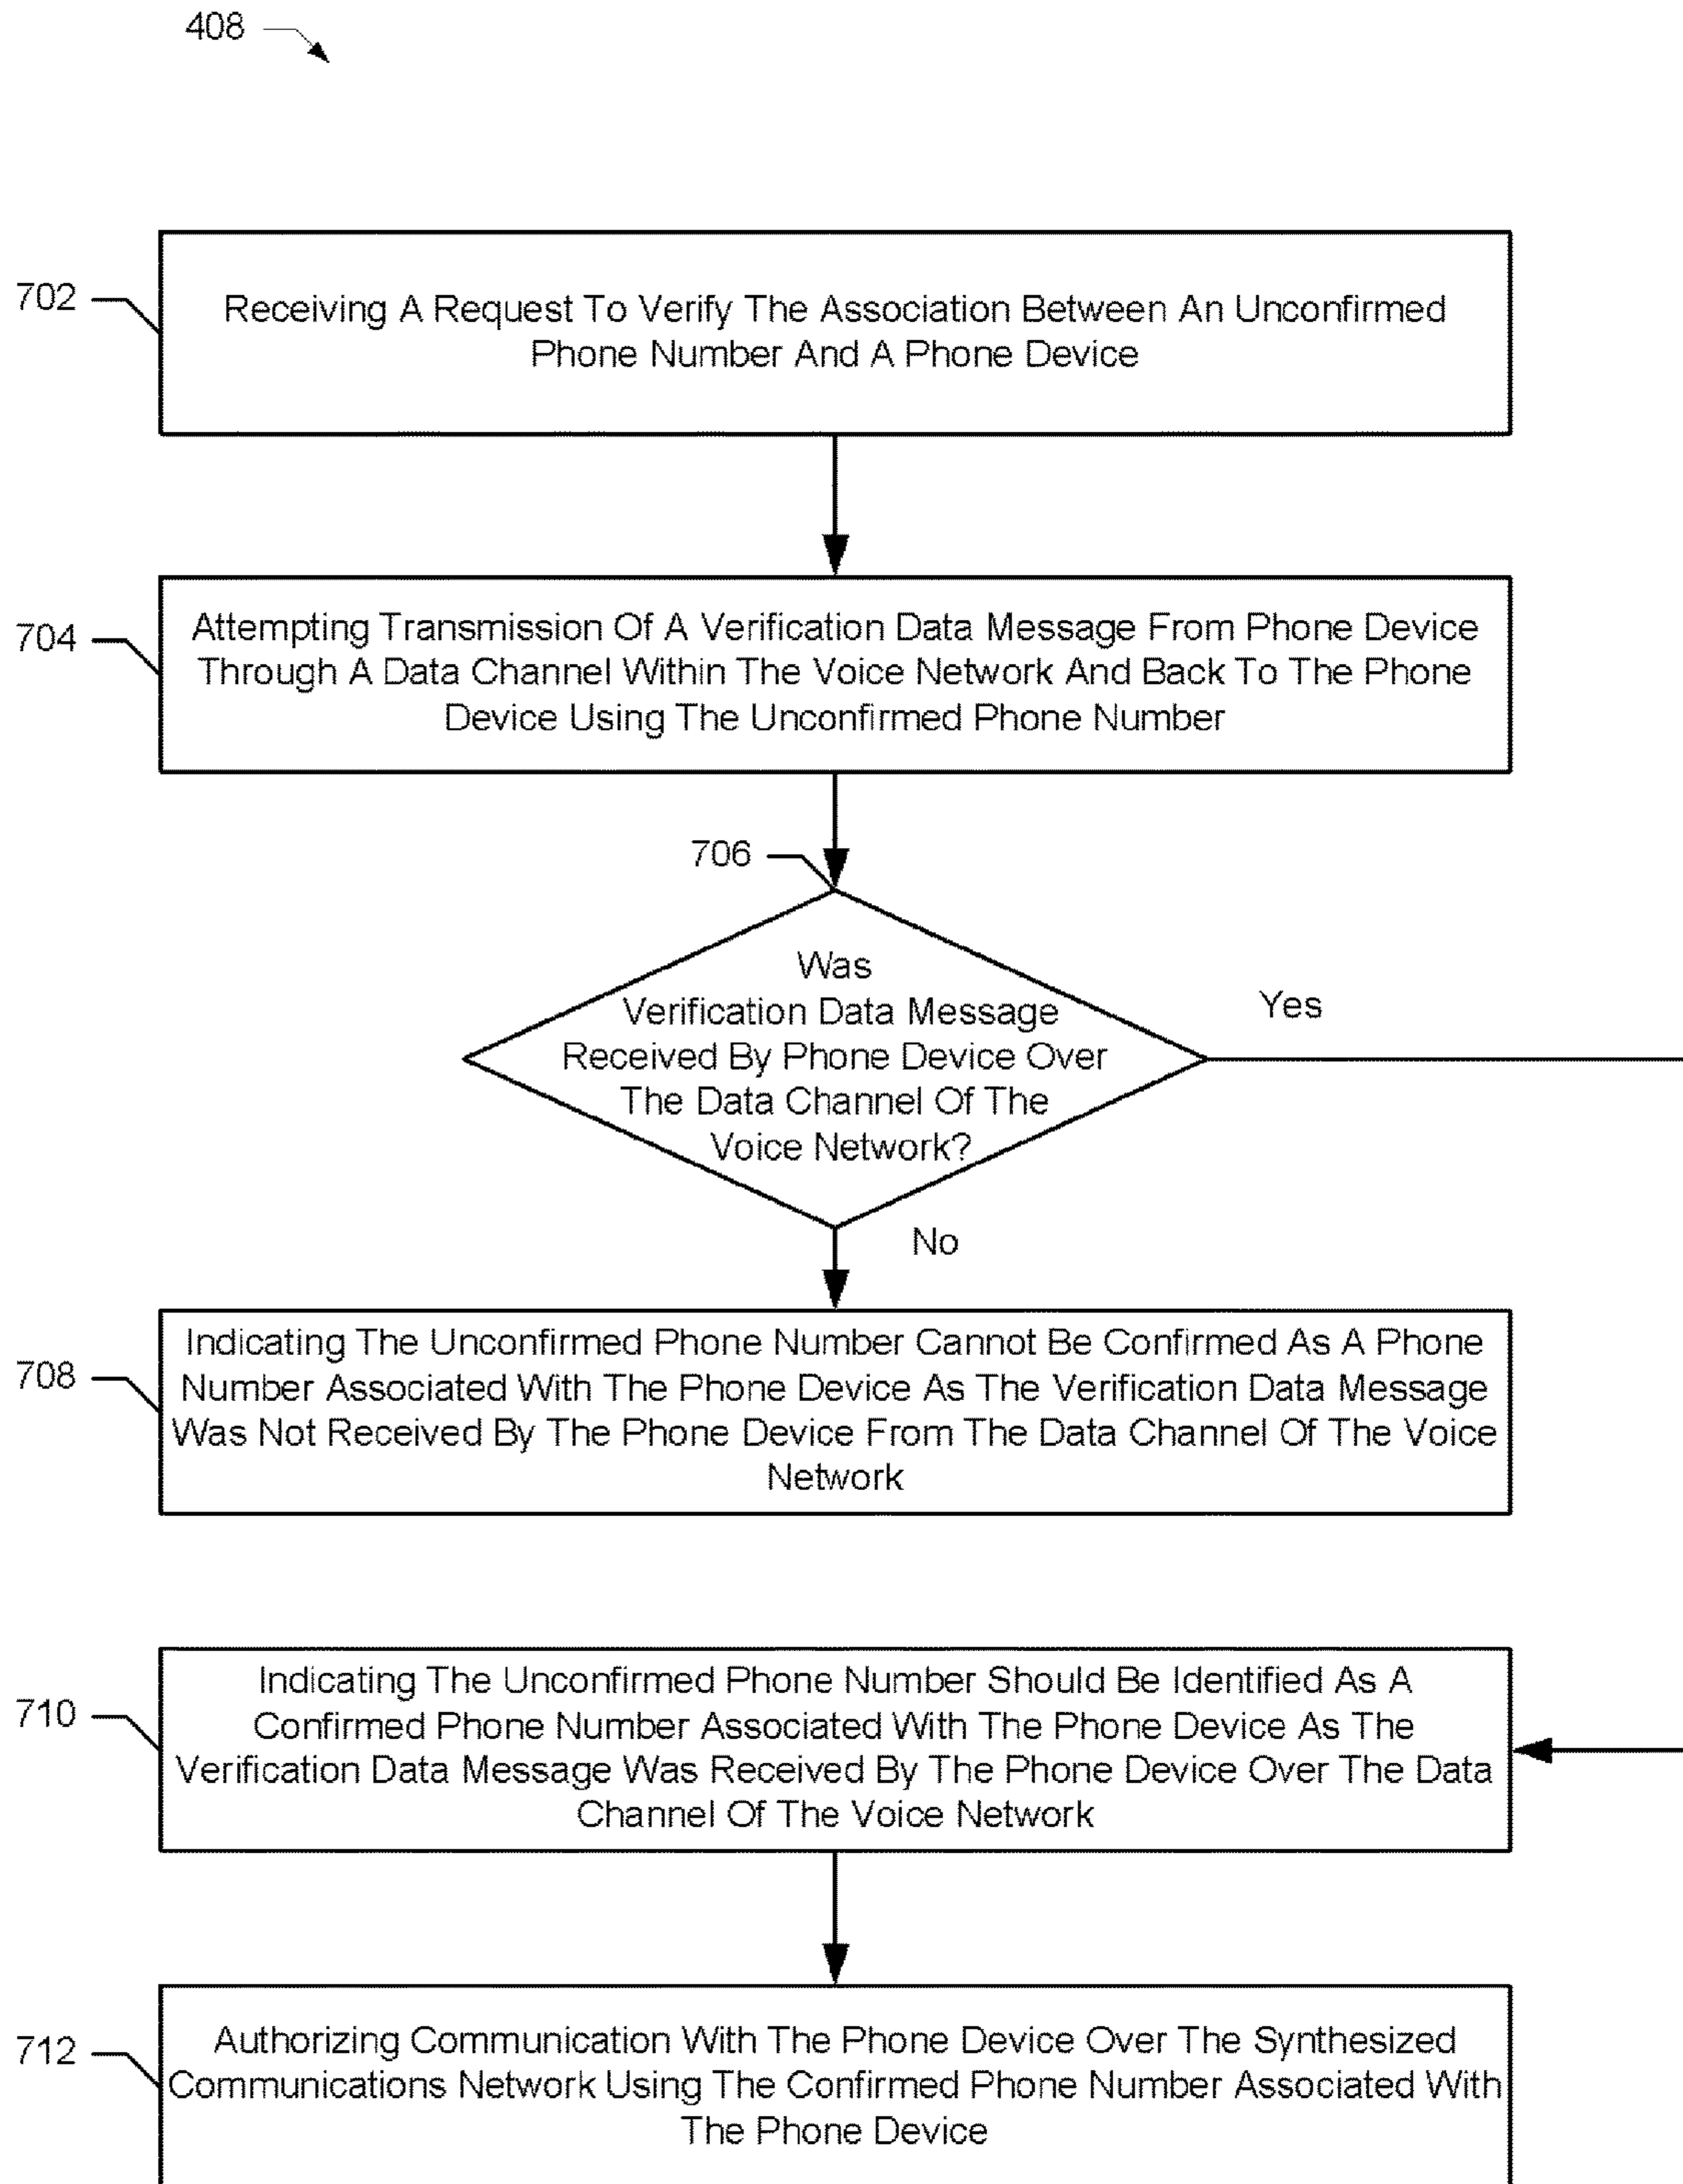 408
702
Receiving A Request To Verify The Association Between An Unconfirmed
Phone Number And A Phone Device
704
Attempting Transmission Of A Verification Data Message From Phone Device
Through A Data Channel Within The Voice Network And Back To The Phone
Device Using The Unconfirmed Phone Number
706
Was
Verification Data Message
Received By Phone Device Over
The Data Channel Of The
Voice Network?
Yes
No
708
Indicating The Unconfirmed Phone Number Cannot Be Confirmed As A Phone
Number Associated With The Phone Device As The Verification Data Message
Was Not Received By The Phone Device From The Data Channel Of The Voice
Network
710
Indicating The Unconfirmed Phone Number Should Be Identified As A
Confirmed Phone Number Associated With The Phone Device As The
Verification Data Message Was Received By The Phone Device Over The Data
Channel Of The Voice Network
712
Authorizing Communication With The Phone Device Over The Synthesized
Communications Network Using The Confirmed Phone Number Associated With
The Phone Device